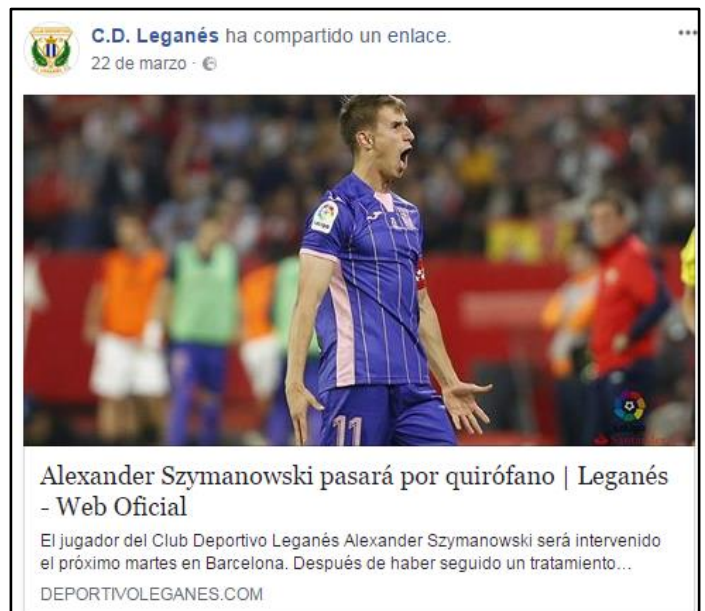 C.D. Leganés ha compartido un enlace.
22 de marzo ·
11
Santander
Alexander Szymanowski pasará por quirófano | Leganés
- Web Oficial
El jugador del Club Deportivo Leganés Alexander Szymanowski será intervenido
el próximo martes en Barcelona. Después de haber seguido un tratamiento...
DEPORTIVOLEGANES.COM